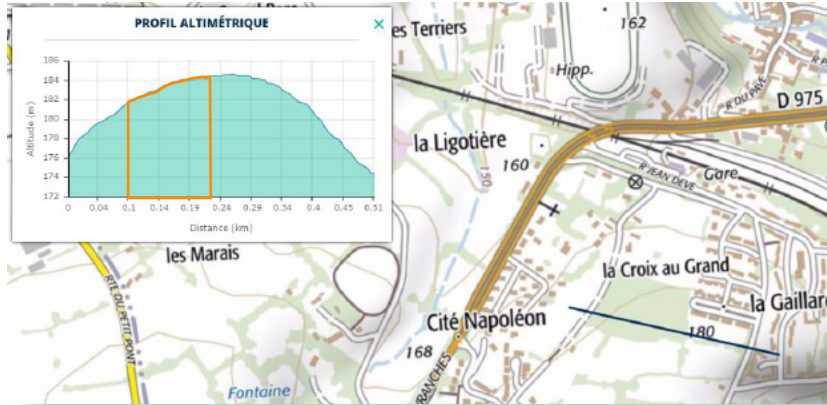 PROFIL ALTIMÉTRIQUE
×
Altitude (m)
186
184
182
180
178
176
174
172
0
0.04
0.1
0.14
0.19
0.24
0.29
0.34
0.4
0.45
0.51
Distance (km)
es Terriers
162
Hipp.
R DU PAVE
D 975
la Ligotière
160
150
R JEAN DEVE
Gare
les Marais
la Croix au Grand
la Gaillard
RTE DU PETIT PONT
Cité Napoléon
180
168
RANCHES
Fontaine